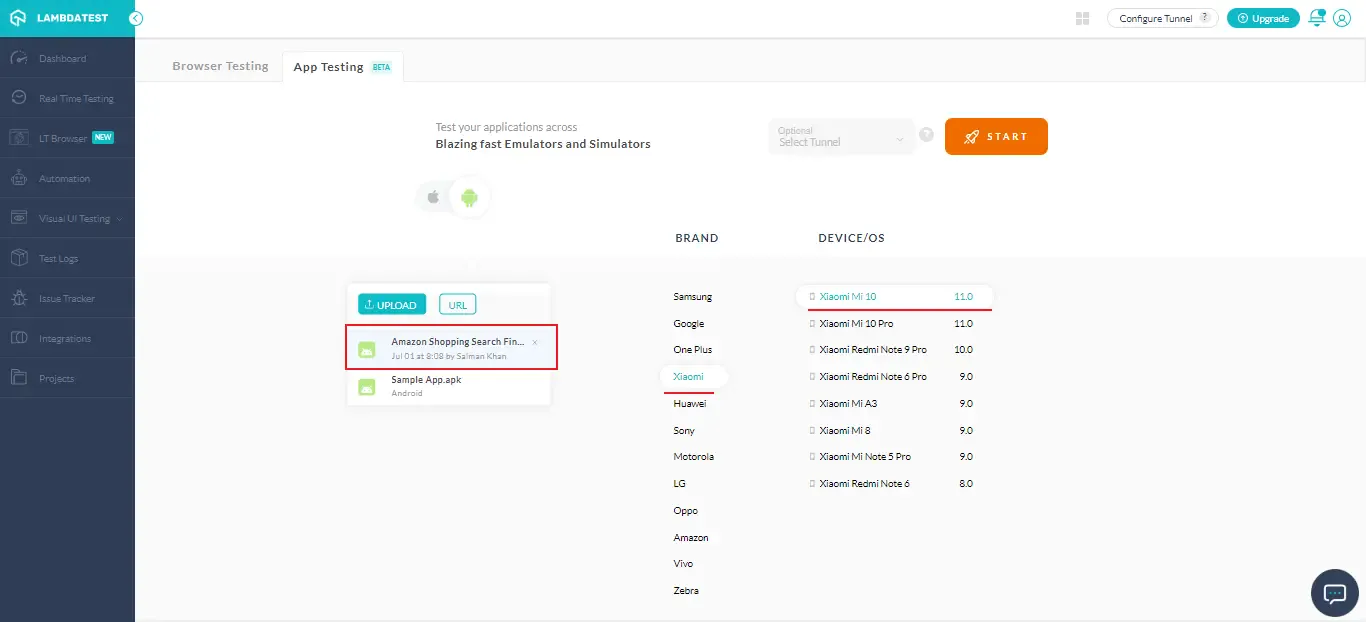 LAMBDATEST
Configure Tunnel ?
Upgrade
Dashboard
Real Time Testing
LT Browser NEW
Automation
Visual UI Testing
Test Logs
Issue Tracker
Integrations
Projects
Browser Testing
App Testing BETA
Test your applications across
Blazing fast Emulators and Simulators
Optional
Select Tunnel
?
START
BRAND
DEVICE/OS
UPLOAD
URL
Amazon Shopping Search Fin... ×
Jul 01 at 8:08 by Salman Khan
Sample App.apk
Android
Samsung
Google
One Plus
Xiaomi
Huawei
Sony
Motorola
LG
Oppo
Amazon
Vivo
Zebra
Xiaomi Mi 10 11.0
Xiaomi Mi 10 Pro 11.0
Xiaomi Redmi Note 9 Pro 10.0
Xiaomi Redmi Note 6 Pro 9.0
Xiaomi Mi A3 9.0
Xiaomi Mi 8 9.0
Xiaomi Mi Note 5 Pro 9.0
Xiaomi Redmi Note 6 8.0